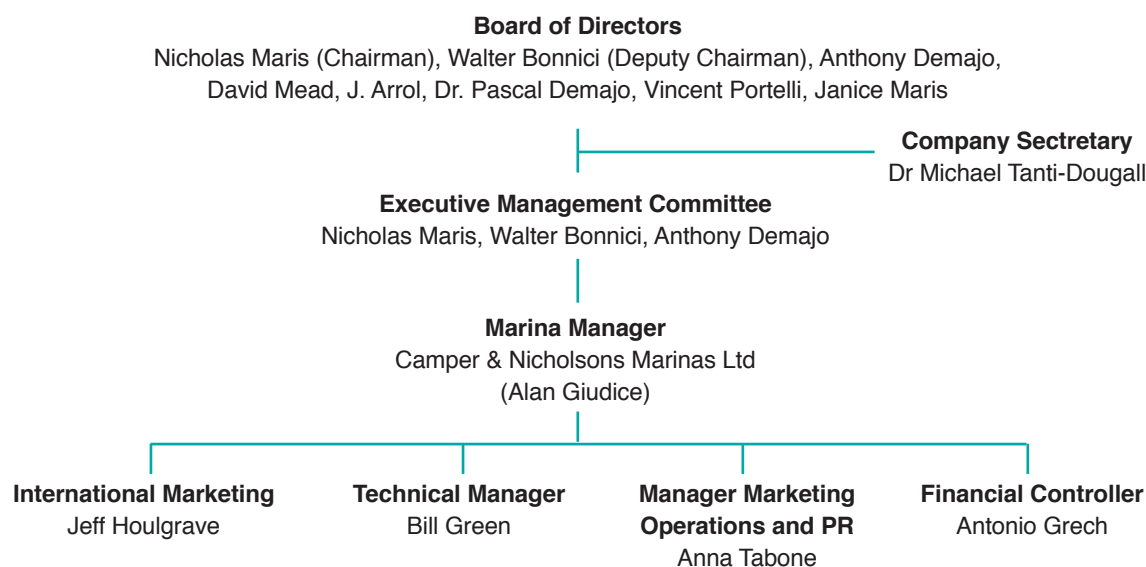 Board of Directors
Nicholas Maris (Chairman), Walter Bonnici (Deputy Chairman), Anthony Demajo,
David Mead, J. Arrol, Dr. Pascal Demajo, Vincent Portelli, Janice Maris
Company Sectretary
Dr Michael Tanti-Dougall
Executive Management Committee
Nicholas Maris, Walter Bonnici, Anthony Demajo
Marina Manager
Camper & Nicholsons Marinas Ltd
(Alan Giudice)
International Marketing
Jeff Houlgrave
Technical Manager
Bill Green
Manager Marketing
Operations and PR
Anna Tabone
Financial Controller
Antonio Grech